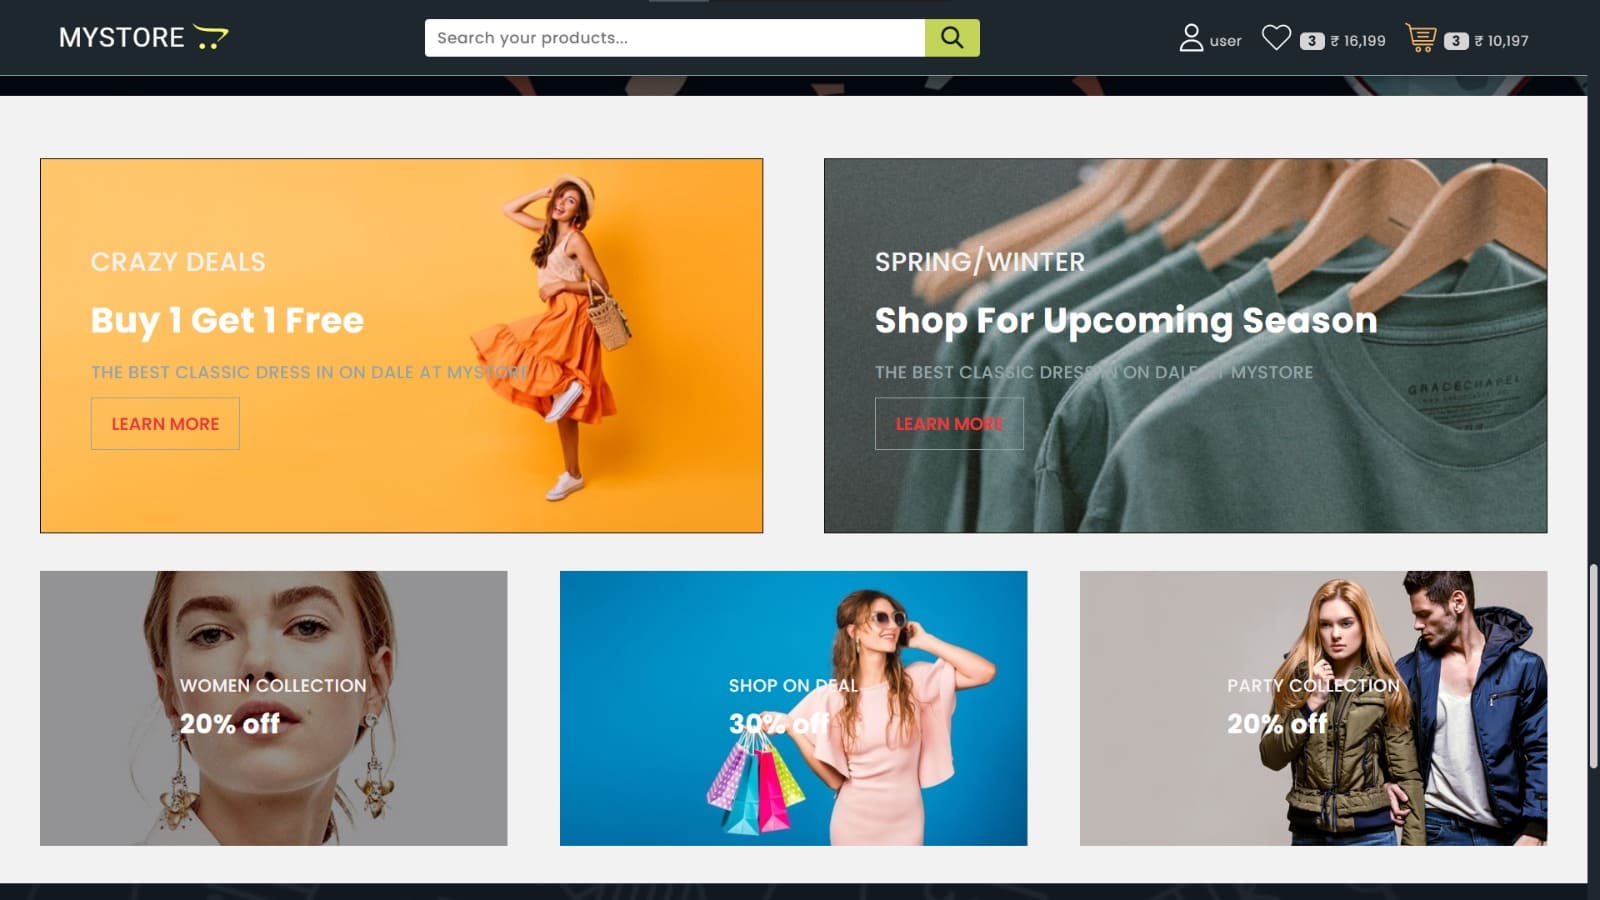 MYSTORE
Search your products...
user
3 ₹ 16,199
3 ₹ 10,197
CRAZY DEALS
Buy 1 Get 1 Free
THE BEST CLASSIC DRESS IN ON DALE AT MYSTORE
LEARN MORE
SPRING/WINTER
Shop For Upcoming Season
THE BEST CLASSIC DRESS IN ON DALE AT MYSTORE
LEARN MORE
GRACECHAPEL
WOMEN COLLECTION
20% off
SHOP ON DEAL
30% off
PARTY COLLECTION
20% off